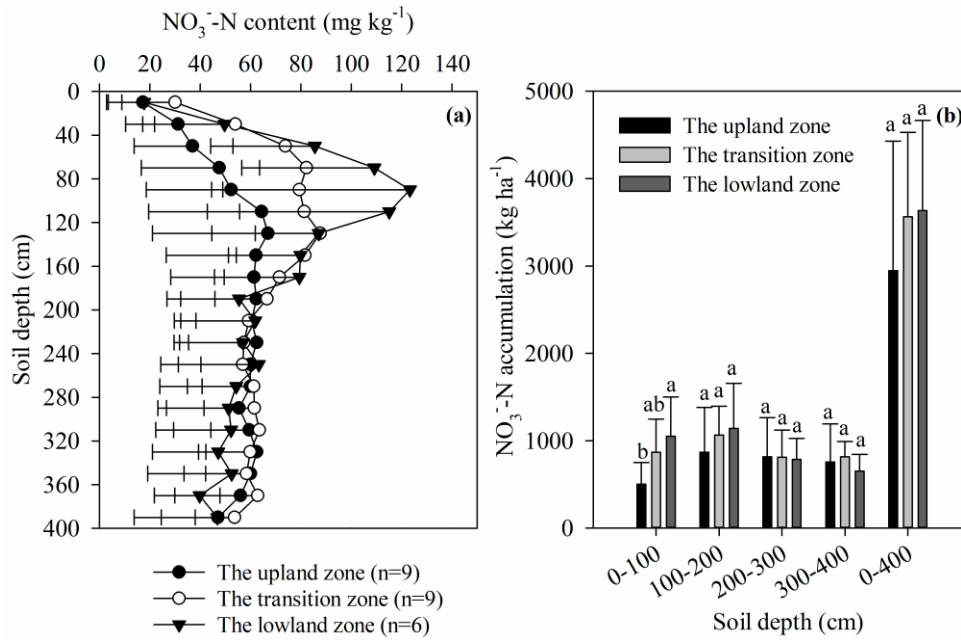 NO₃⁻-N content (mg kg⁻¹)
0 20 40 60 80 100 120 140
Soil depth (cm)
0
40
80
120
160
200
240
280
320
360
400
(a)
The upland zone (n=9)
The transition zone (n=9)
The lowland zone (n=6)
NO₃⁻-N accumulation (kg ha⁻¹)
5000
4000
3000
2000
1000
0
(b)
The upland zone
The transition zone
The lowland zone
b ab a
a a a
a a a
a a a
a a a
0-100 100-200 200-300 300-400 0-400
Soil depth (cm)